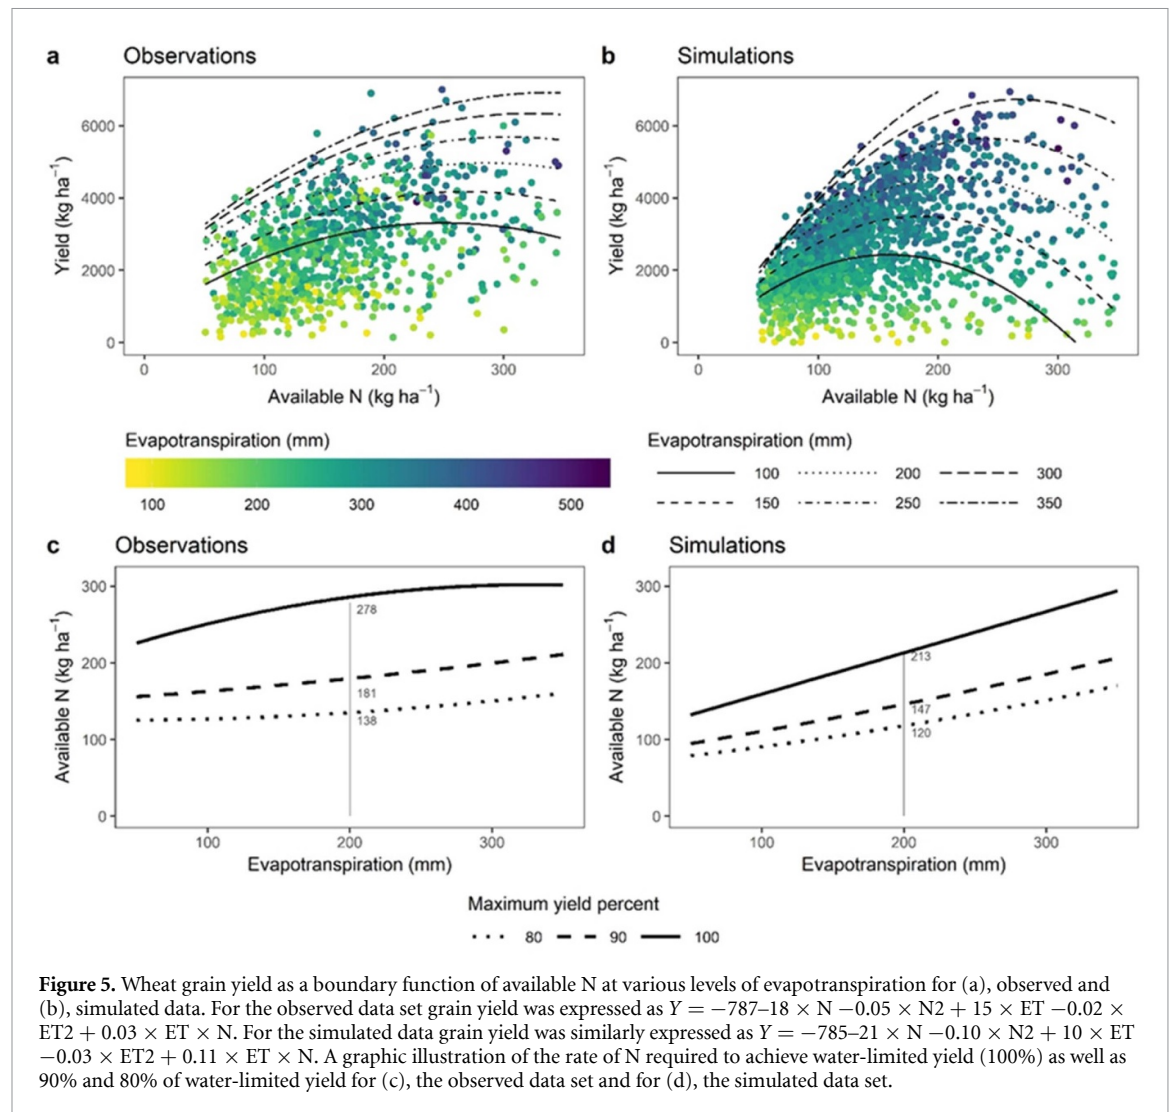 a Observations
b Simulations
6000
4000
2000
0
Yield (kg ha−1)
0 100 200 300
Available N (kg ha−1)
6000
4000
2000
0
Yield (kg ha−1)
0 100 200 300
Available N (kg ha−1)
Evapotranspiration (mm)
100 200 300 400 500
Evapotranspiration (mm)
100 200 300
150 250 350
c Observations
d Simulations
300
200
100
0
Available N (kg ha−1)
278
181
138
100 200 300
Evapotranspiration (mm)
300
200
100
0
Available N (kg ha−1)
213
147
120
100 200 300
Evapotranspiration (mm)
Maximum yield percent
80 90 100
Figure 5. Wheat grain yield as a boundary function of available N at various levels of evapotranspiration for (a), observed and
(b), simulated data. For the observed data set grain yield was expressed as Y = −787–18 × N −0.05 × N2 + 15 × ET −0.02 ×
ET2 + 0.03 × ET × N. For the simulated data grain yield was similarly expressed as Y = −785–21 × N −0.10 × N2 + 10 × ET
−0.03 × ET2 + 0.11 × ET × N. A graphic illustration of the rate of N required to achieve water-limited yield (100%) as well as
90% and 80% of water-limited yield for (c), the observed data set and for (d), the simulated data set.